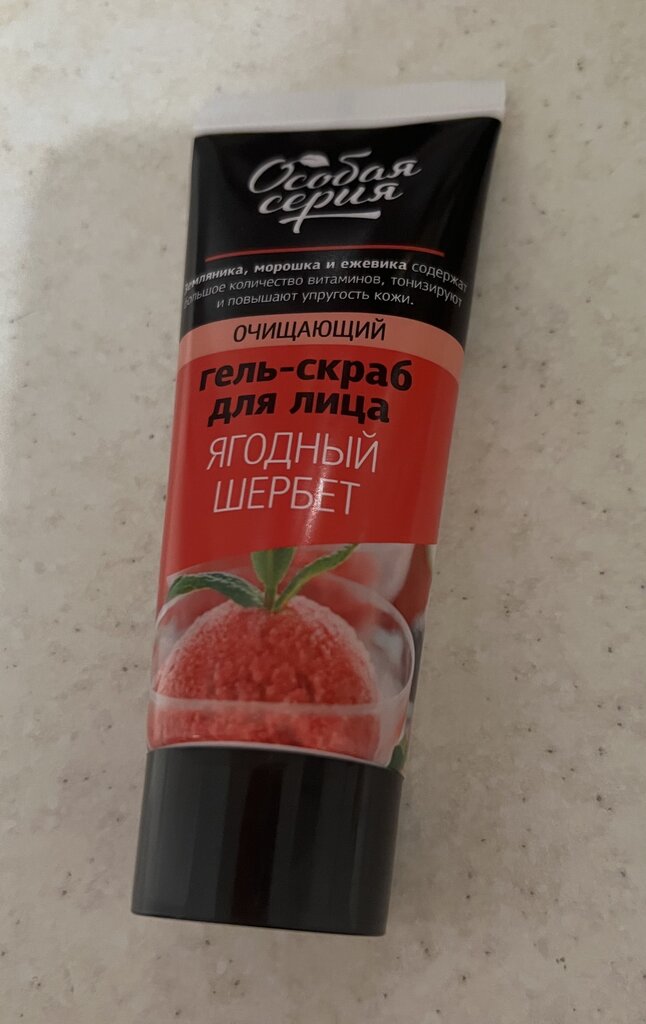 Особая
серия
земляника, морошка и ежевика содержат
большое количество витаминов, тонизируют
и повышают упругость кожи.
ОЧИЩАЮЩИЙ
гель-скраб
для лица
ЯГОДНЫЙ
ШЕРБЕТ